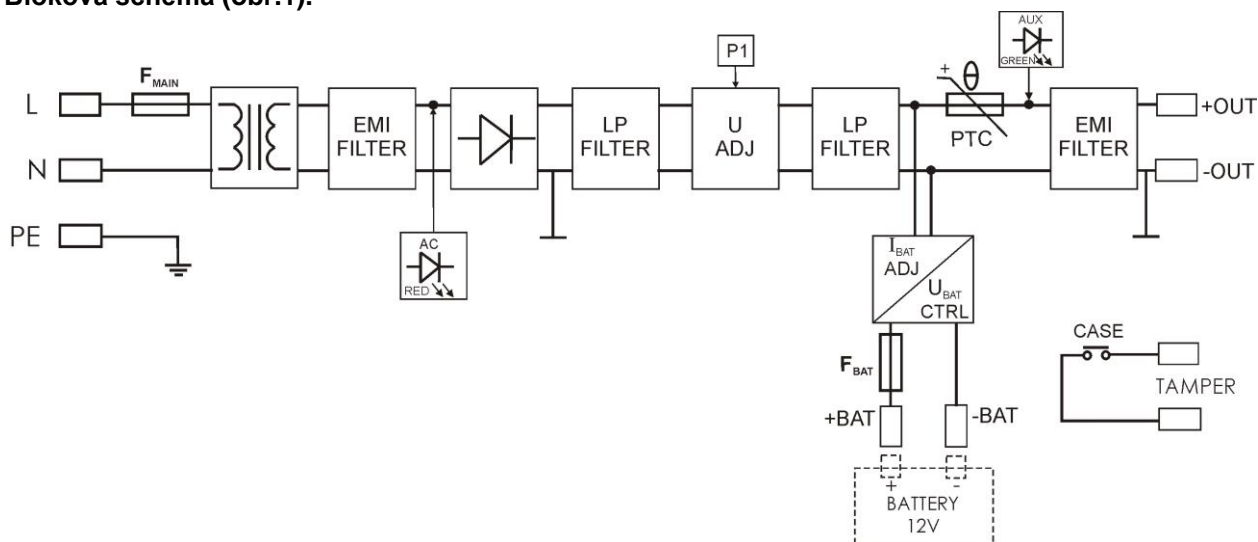 Bloková schéma (obr.1).
AUX
GREEN
P1
F MAIN
+ θ
L
EMI
FILTER
LP
FILTER
U
ADJ
LP
FILTER
PTC
EMI
FILTER
+OUT
N
-OUT
PE
AC
RED
I BAT
ADJ
U BAT
CTRL
CASE
F BAT
TAMPER
+BAT
-BAT
+ -
BATTERY
12V